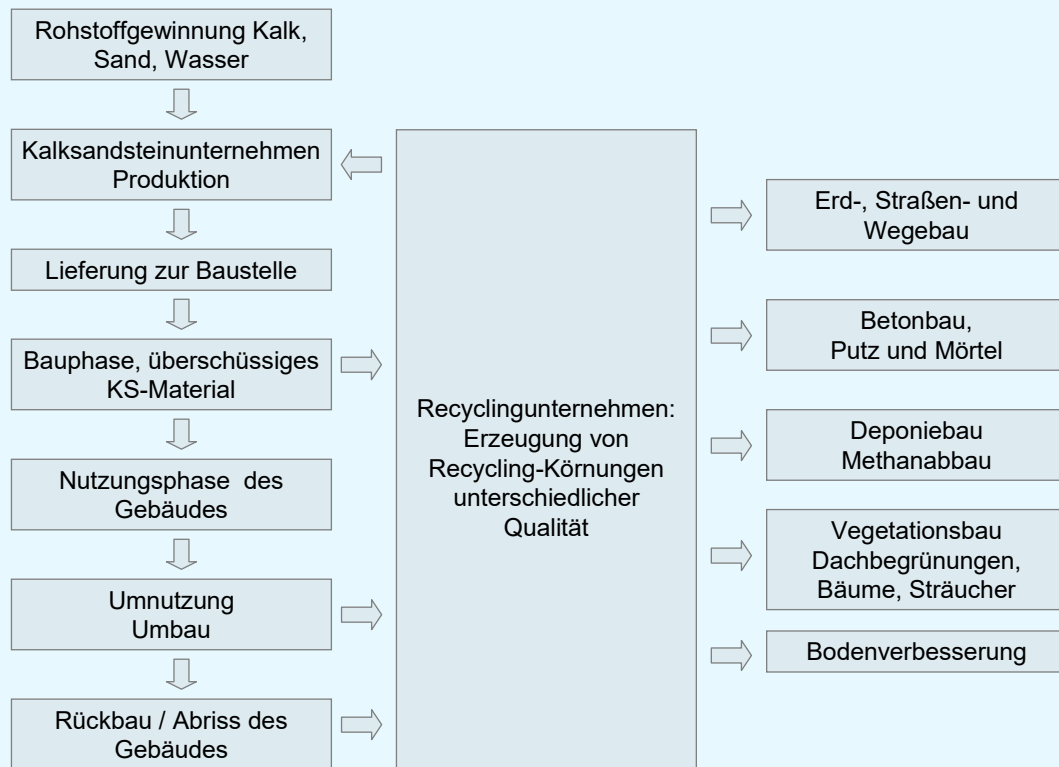 Rohstoffgewinnung Kalk,
Sand, Wasser
Kalksandsteinunternehmen
Produktion
Lieferung zur Baustelle
Bauphase, überschüssiges
KS-Material
Nutzungsphase des
Gebäudes
Umnutzung
Umbau
Rückbau / Abriss des
Gebäudes
Recyclingunternehmen:
Erzeugung von
Recycling-Körnungen
unterschiedlicher
Qualität
Erd-, Straßen- und
Wegebau
Betonbau,
Putz und Mörtel
Deponiebau
Methanabbau
Vegetationsbau
Dachbegrünungen,
Bäume, Sträucher
Bodenverbesserung